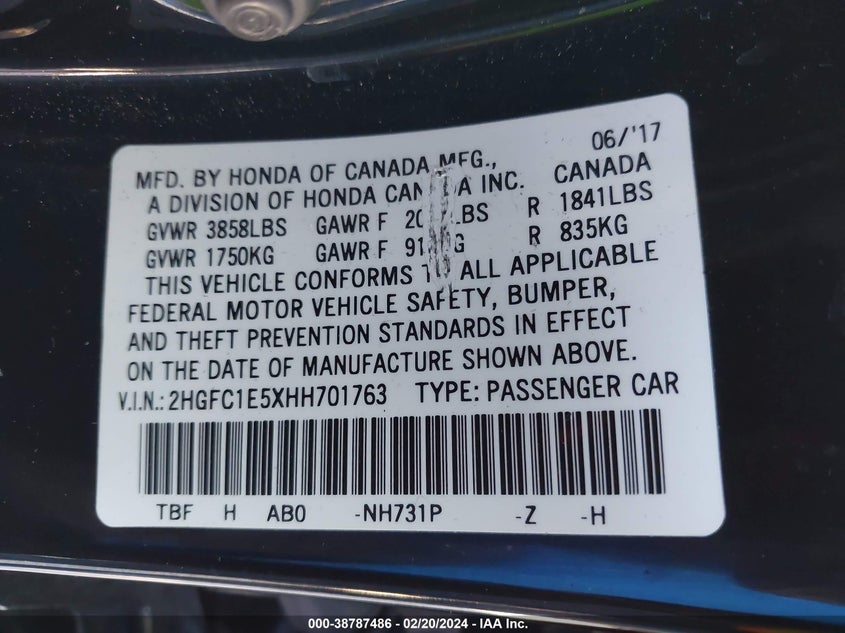 06/'17
MFD. BY HONDA OF CANADA MFG., CANADA
A DIVISION OF HONDA INC.
GVWR 3858LBS GAWR F R 1841LBS
GVWR 1750KG GAWR F R 835KG
THIS VEHICLE CONFORMS TO ALL APPLICABLE
FEDERAL MOTOR VEHICLE SAFETY, BUMPER,
AND THEFT PREVENTION STANDARDS IN EFFECT
ON THE DATE OF MANUFACTURE SHOWN ABOVE.
V.I.N.: 2HGFC1E5XHH701763 TYPE: PASSENGER CAR
TBF H AB0 -NH731P -Z -H
000-38787486 - 02/20/2024 - IAA Inc.